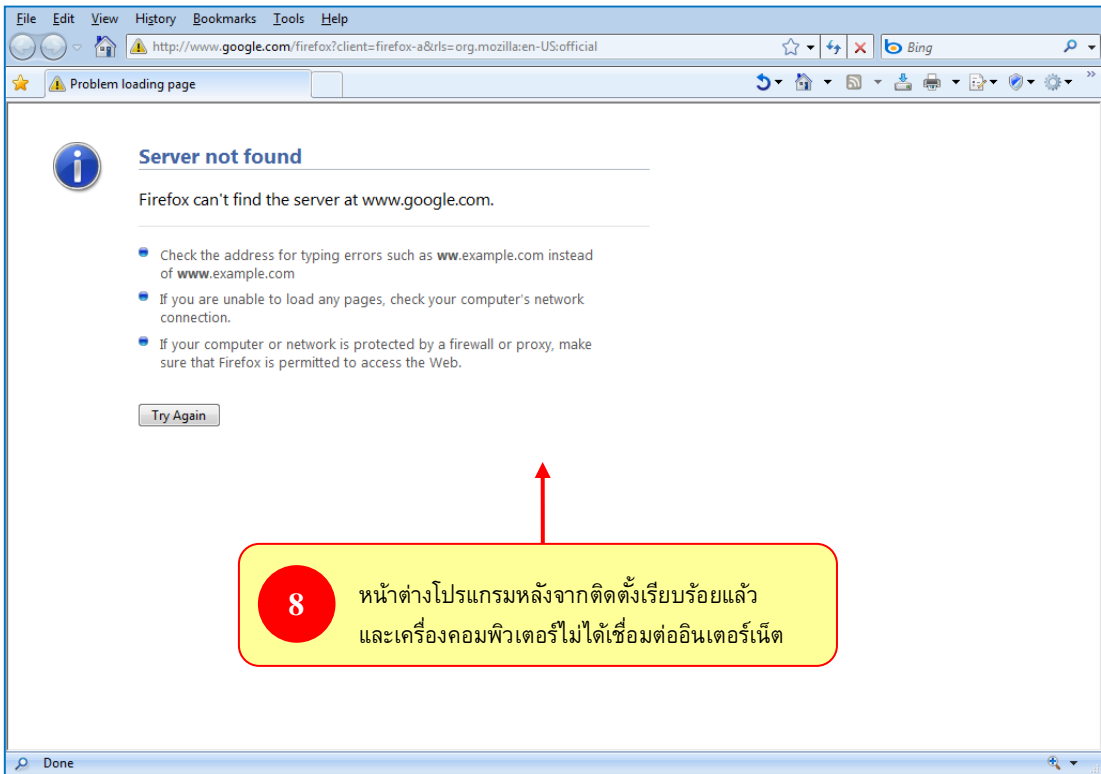 File Edit View History Bookmarks Tools Help
http://www.google.com/firefox?client=firefox-a&rls=org.mozilla:en-US:official
Bing
Problem loading page
Server not found
Firefox can't find the server at www.google.com.
Check the address for typing errors such as ww.example.com instead
of www.example.com
If you are unable to load any pages, check your computer's network
connection.
If your computer or network is protected by a firewall or proxy, make
sure that Firefox is permitted to access the Web.
Try Again
8
หน้าต่างโปรแกรมหลังจากติดตั้งเรียบร้อยแล้ว
และเครื่องคอมพิวเตอร์ไม่ได้เชื่อมต่ออินเตอร์เน็ต
Done